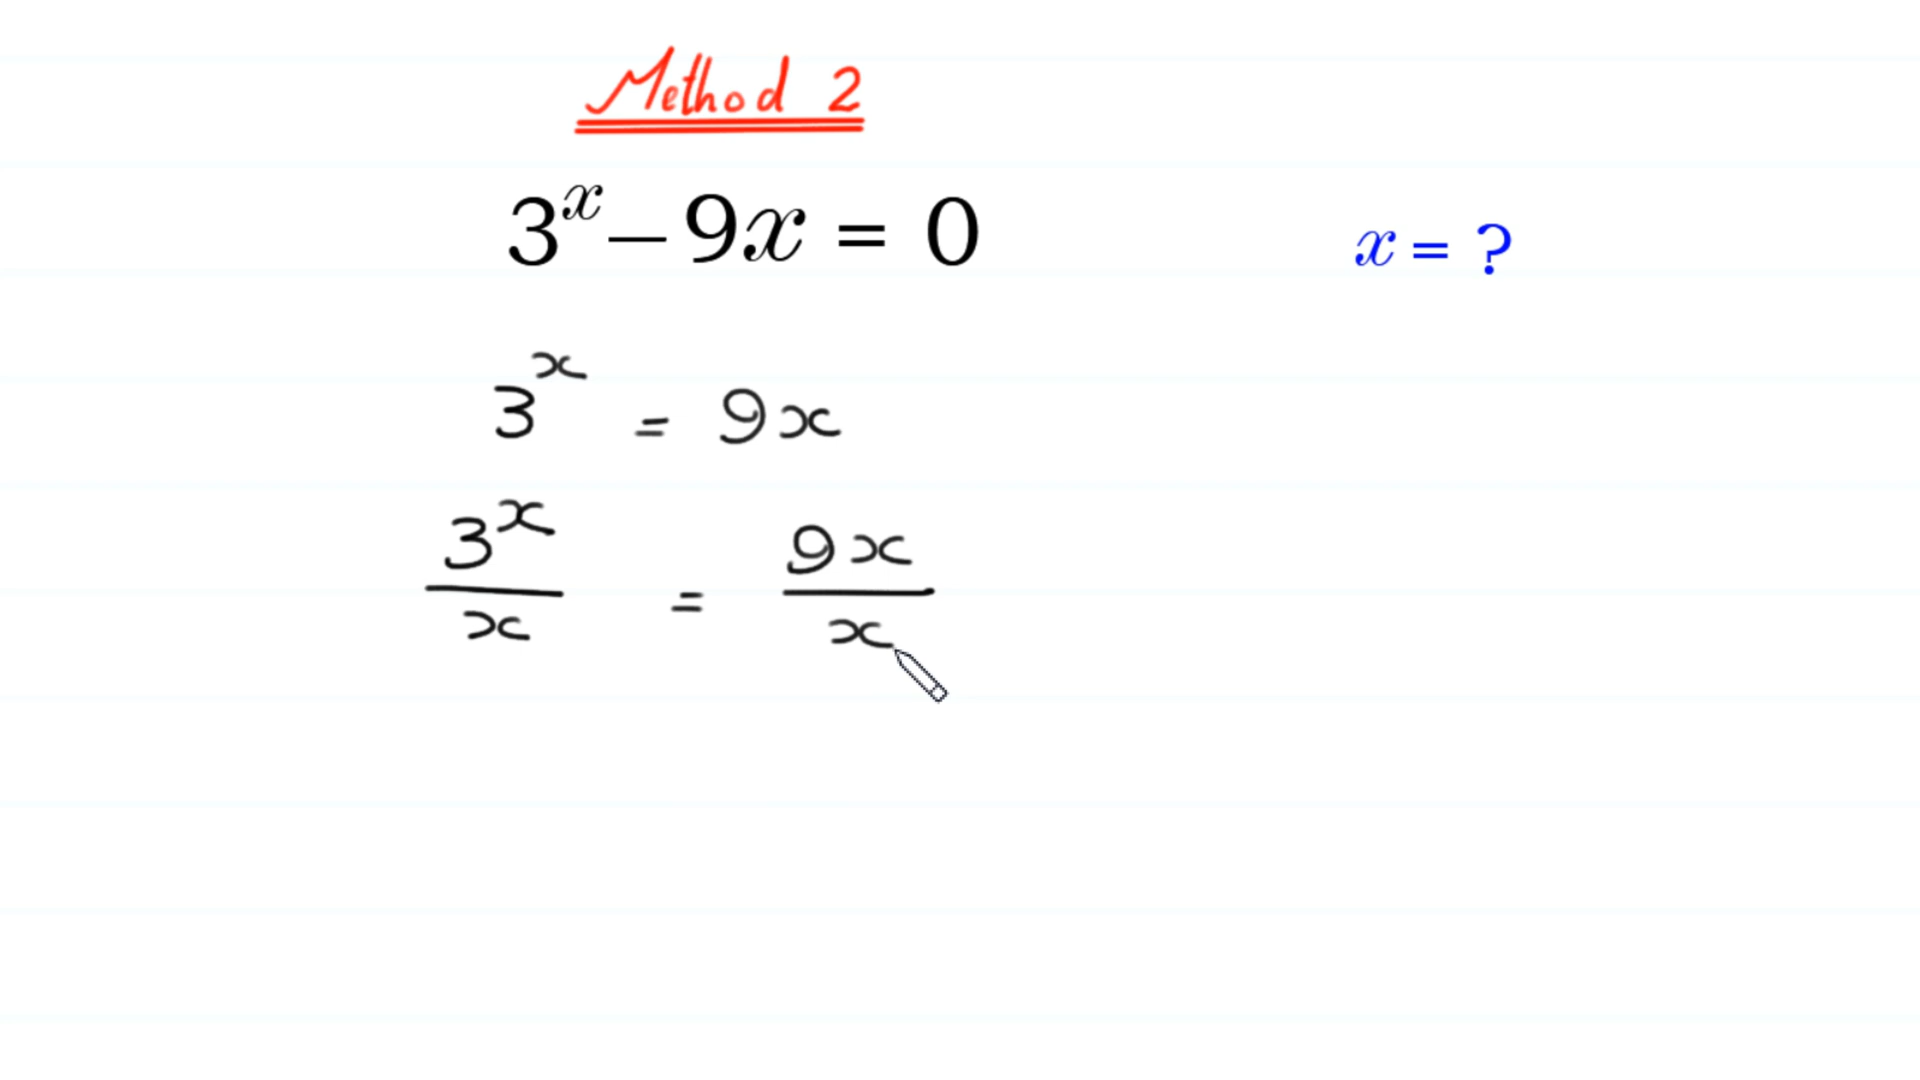 Method 2
3^x − 9x = 0
x = ?
3^x = 9x
3^x/x = 9x/x